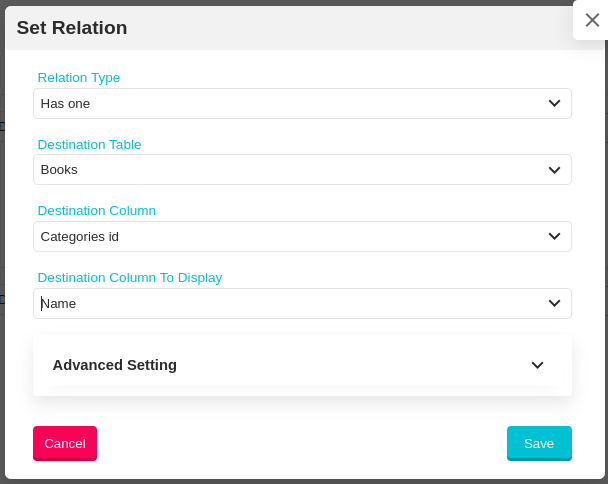 Set Relation
Relation Type
Has one
Destination Table
Books
Destination Column
Categories id
Destination Column To Display
Name
Advanced Setting
Cancel
Save